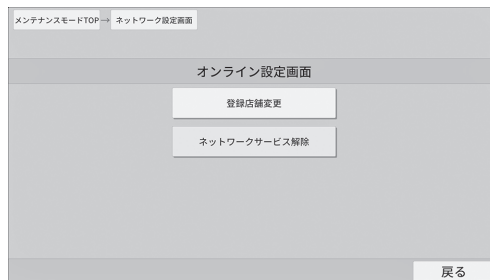 メンテナンスモードTOP→ ネットワーク設定画面
オンライン設定画面
登録店舗変更
ネットワークサービス解除
戻る